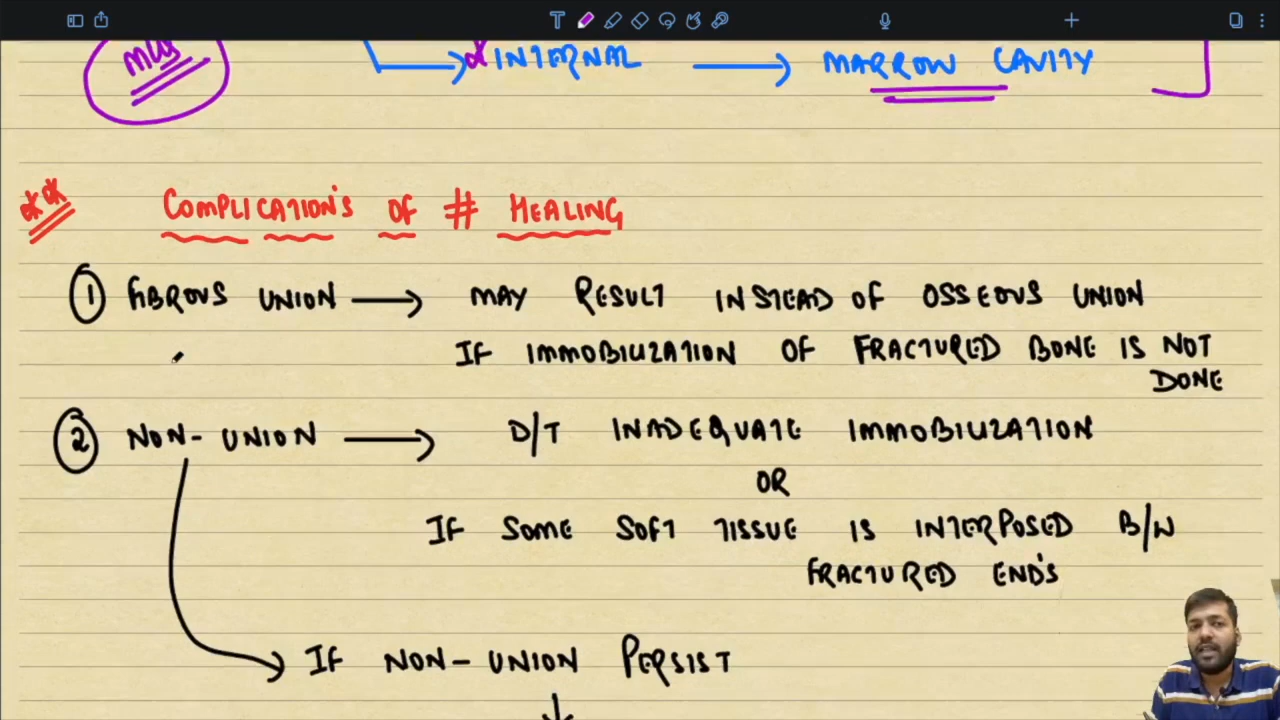 MCQ
* INTERNAL → MARROW CAVITY
** COMPLICATION'S OF # HEALING
① FIBROUS UNION → MAY RESULT INSTEAD OF OSSEOUS UNION
IF IMMOBILIZATION OF FRACTURED BONE IS NOT
DONE
② NON- UNION → D/T INADEQUATE IMMOBILIZATION
OR
IF SOME SOFT TISSUE IS INTERPOSED B/W
FRACTURED END'S
→ IF NON- UNION PERSIST
↓